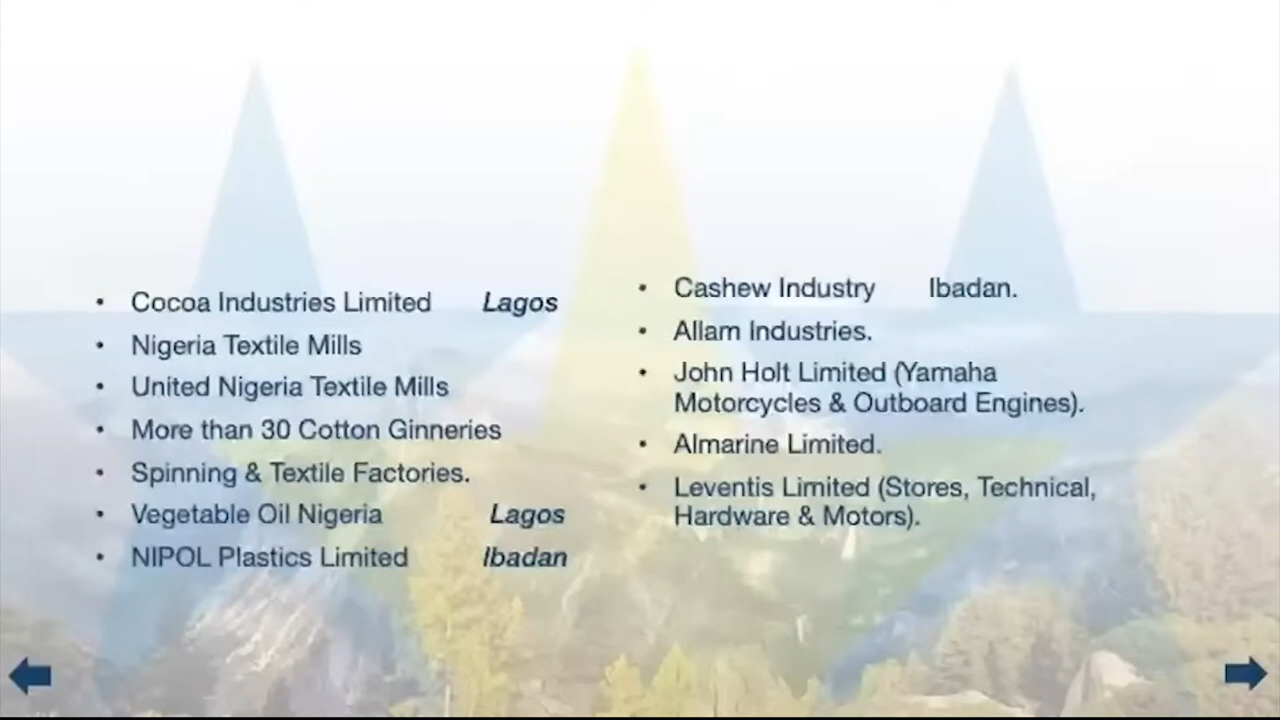 • Cocoa Industries Limited Lagos
• Nigeria Textile Mills
• United Nigeria Textile Mills
• More than 30 Cotton Ginneries
• Spinning & Textile Factories.
• Vegetable Oil Nigeria Lagos
• NIPOL Plastics Limited Ibadan
• Cashew Industry Ibadan.
• Allam Industries.
• John Holt Limited (Yamaha
Motorcycles & Outboard Engines).
• Almarine Limited.
• Leventis Limited (Stores, Technical,
Hardware & Motors).